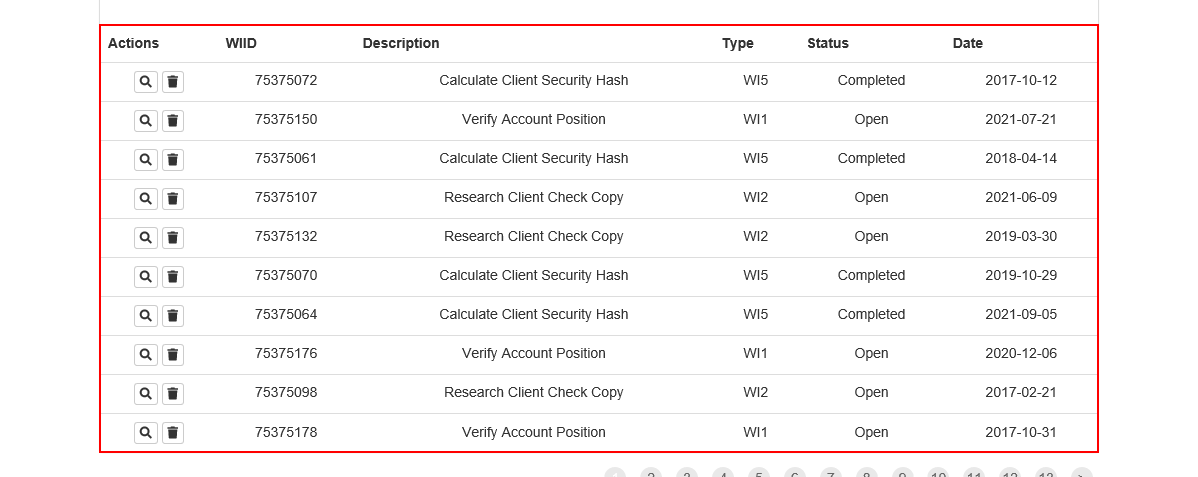 Actions WIID Description Type Status Date
75375072 Calculate Client Security Hash WI5 Completed 2017-10-12
75375150 Verify Account Position WI1 Open 2021-07-21
75375061 Calculate Client Security Hash WI5 Completed 2018-04-14
75375107 Research Client Check Copy WI2 Open 2021-06-09
75375132 Research Client Check Copy WI2 Open 2019-03-30
75375070 Calculate Client Security Hash WI5 Completed 2019-10-29
75375064 Calculate Client Security Hash WI5 Completed 2021-09-05
75375176 Verify Account Position WI1 Open 2020-12-06
75375098 Research Client Check Copy WI2 Open 2017-02-21
75375178 Verify Account Position WI1 Open 2017-10-31
1 2 3 4 5 6 7 8 9 10 11 12 13 >